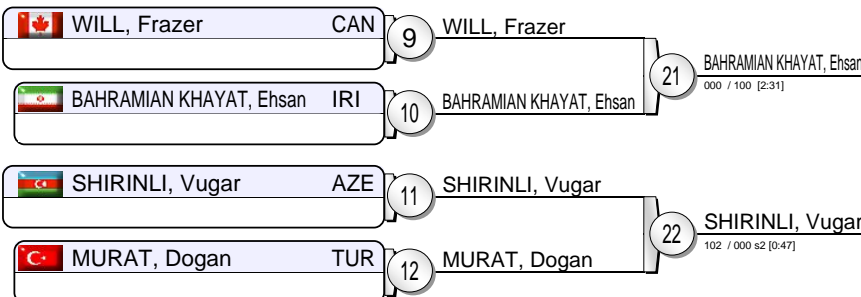 WILL, Frazer CAN
9
WILL, Frazer
BAHRAMIAN KHAYAT, Ehsan IRI
10
BAHRAMIAN KHAYAT, Ehsan
21
BAHRAMIAN KHAYAT, Ehsan
000 / 100 [2:31]
SHIRINLI, Vugar AZE
11
SHIRINLI, Vugar
MURAT, Dogan TUR
12
MURAT, Dogan
22
SHIRINLI, Vugar
102 / 000 s2 [0:47]